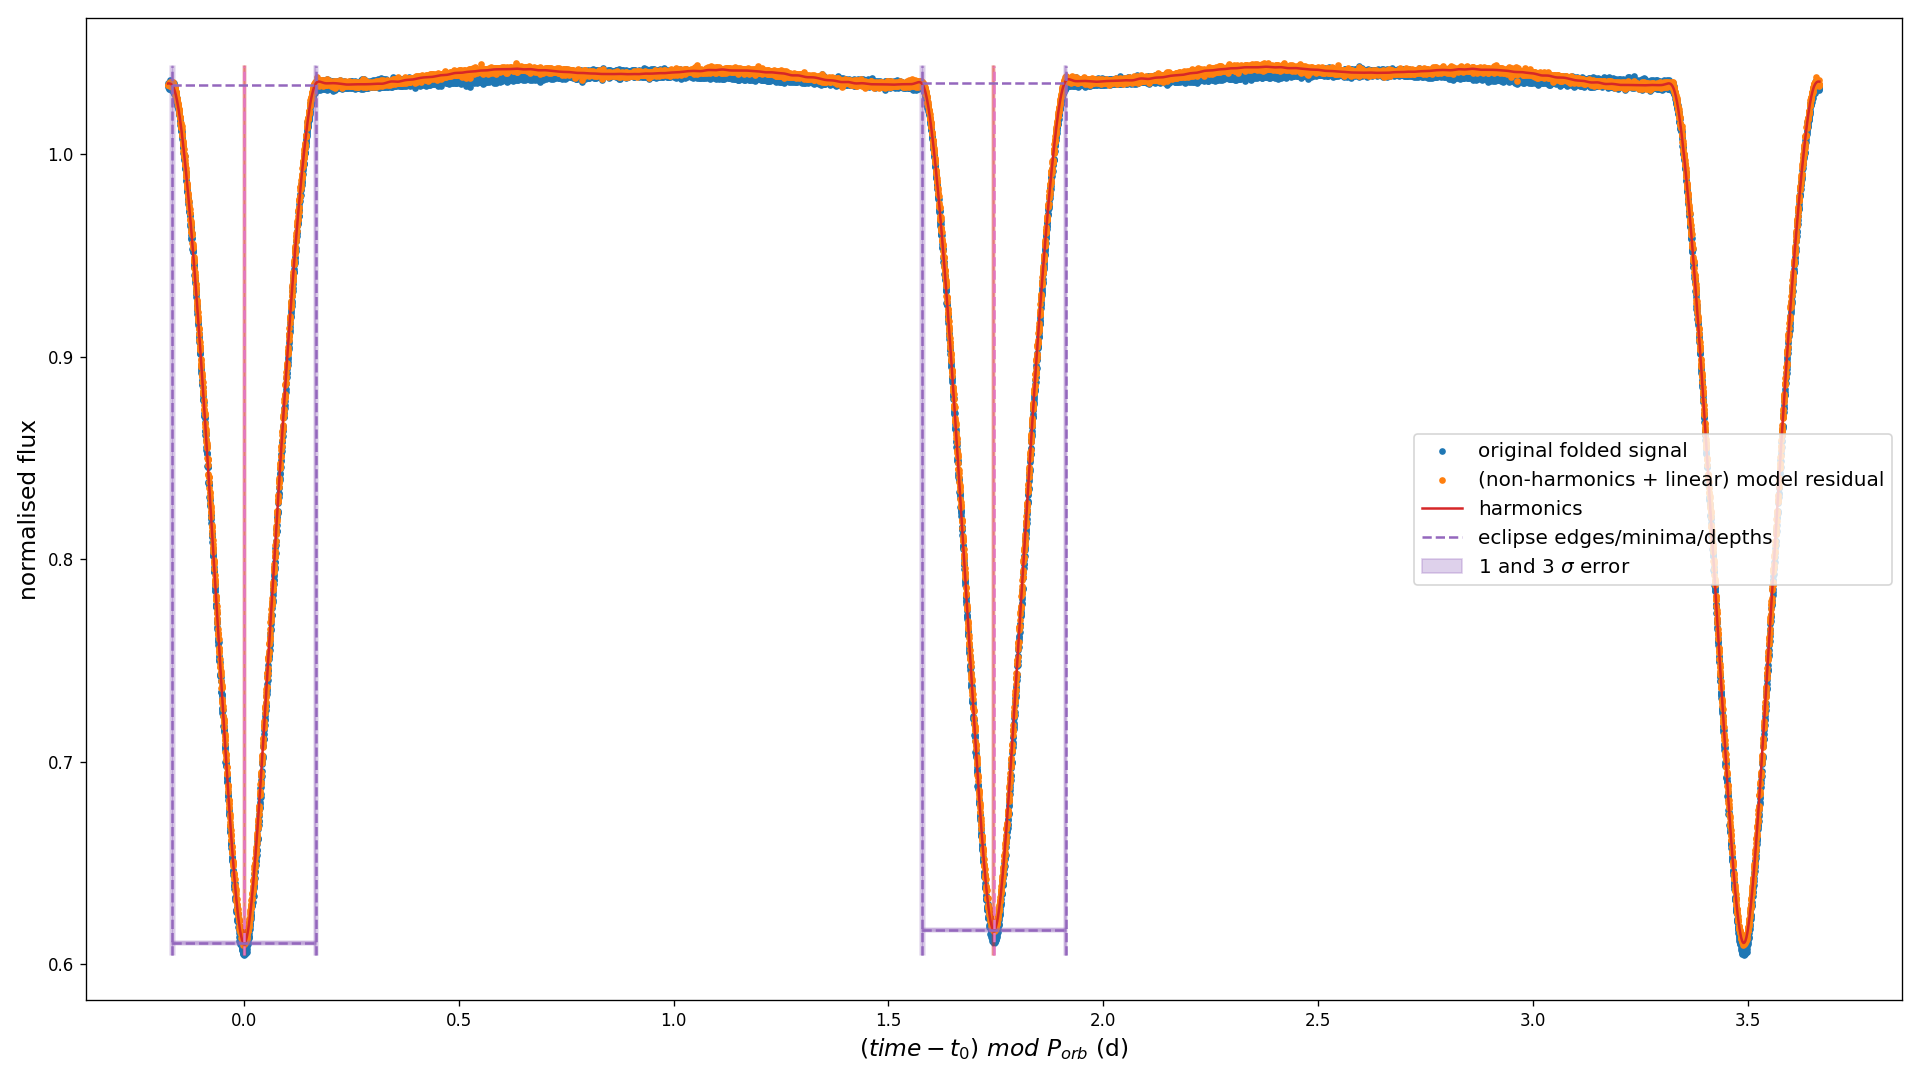 normalised flux
1.0
0.9
0.8
0.7
0.6
original folded signal
(non-harmonics + linear) model residual
harmonics
eclipse edges/minima/depths
1 and 3 σ error
0.0 0.5 1.0 1.5 2.0 2.5 3.0 3.5
(time − t₀) mod Pₒᵣb (d)